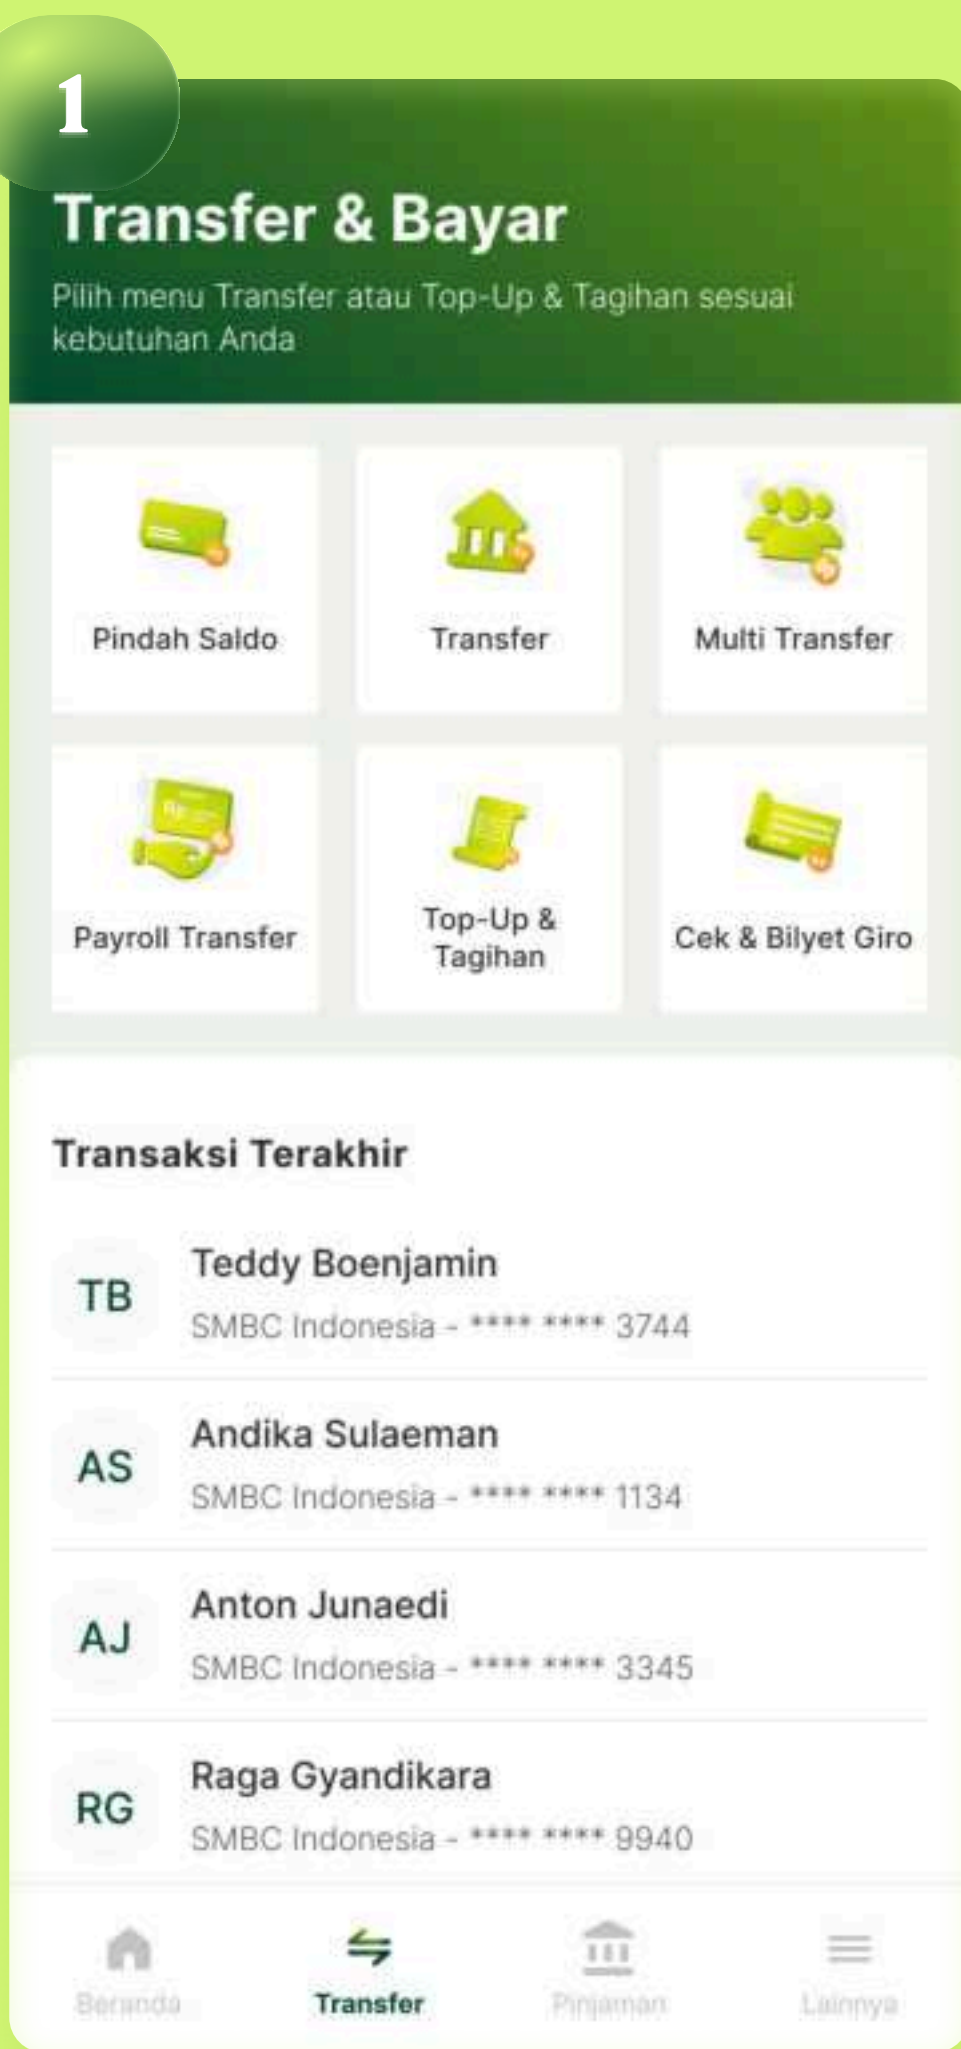 1
Transfer & Bayar
Pilih menu Transfer atau Top-Up & Tagihan sesuai
kebutuhan Anda
Pindah Saldo
Transfer
Multi Transfer
Payroll Transfer
Top-Up &
Tagihan
Cek & Bilyet Giro
Transaksi Terakhir
TB
Teddy Boenjamin
SMBC Indonesia - **** **** 3744
AS
Andika Sulaeman
SMBC Indonesia - **** **** 1134
AJ
Anton Junaedi
SMBC Indonesia - **** **** 3345
RG
Raga Gyandikara
SMBC Indonesia - **** **** 9940
Beranda
Transfer
Pinjaman
Lainnya